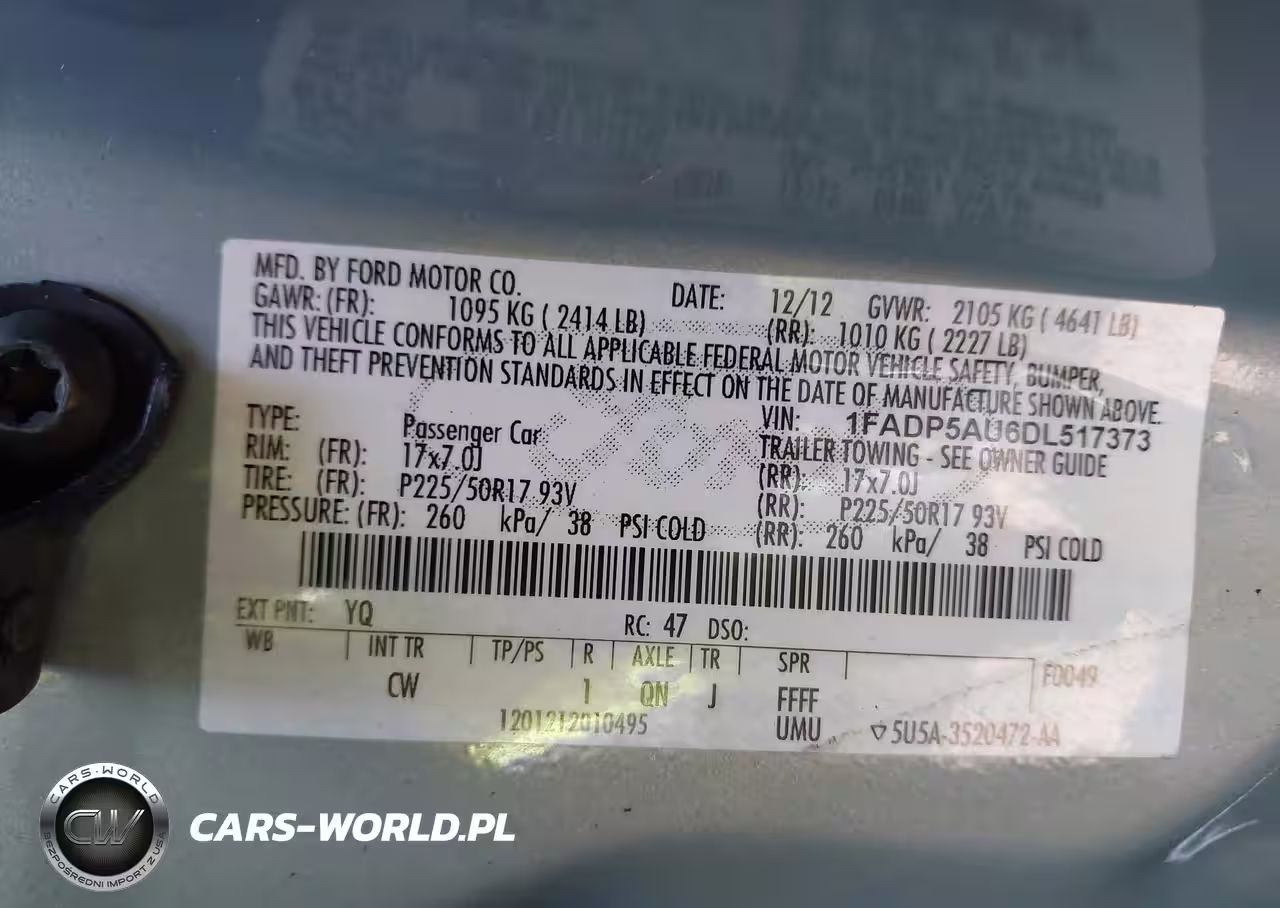 MFD. BY FORD MOTOR CO. DATE: 12/12 GVWR: 2105 KG ( 4641 LB)
GAWR: (FR): 1095 KG ( 2414 LB) (RR): 1010 KG ( 2227 LB)
THIS VEHICLE CONFORMS TO ALL APPLICABLE FEDERAL MOTOR VEHICLE SAFETY, BUMPER,
AND THEFT PREVENTION STANDARDS IN EFFECT ON THE DATE OF MANUFACTURE SHOWN ABOVE.
VIN: 1FADP5AU6DL517373
TYPE: Passenger Car TRAILER TOWING - SEE OWNER GUIDE
RIM: (FR): 17x7.0J (RR): 17x7.0J
TIRE: (FR): P225/50R17 93V (RR): P225/50R17 93V
PRESSURE: (FR): 260 kPa/ 38 PSI COLD (RR): 260 kPa/ 38 PSI COLD
EXT PNT: YQ RC: 47 DSO:
WB INT TR TP/PS R AXLE TR SPR F0049
CW 1 QN J FFFF
1201212010495 UMU ▽5U5A-3520472-AA
CARS-WORLD
CW
BEZPOŚREDNI IMPORT Z USA
CARS-WORLD.PL